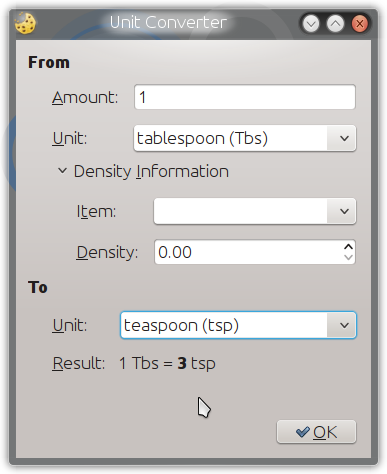 Unit Converter
From
Amount: 1
Unit: tablespoon (Tbs)
Density Information
Item:
Density: 0.00
To
Unit: teaspoon (tsp)
Result: 1 Tbs = 3 tsp
OK